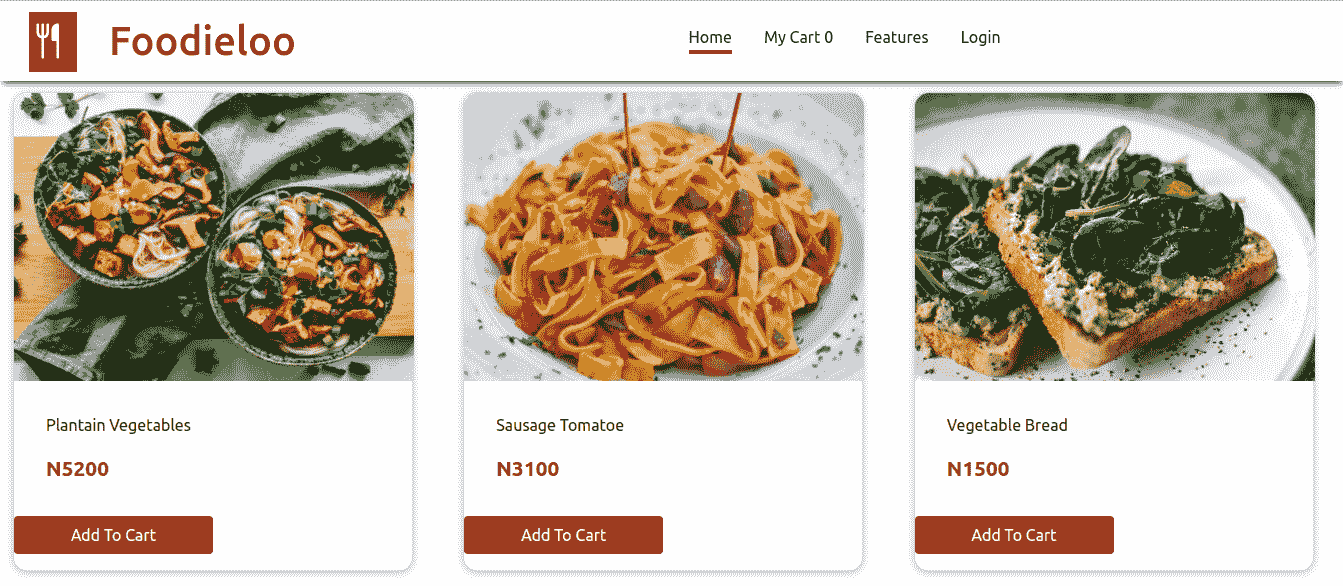 Foodieloo
Home My Cart 0 Features Login
Plantain Vegetables
N5200
Add To Cart
Sausage Tomatoe
N3100
Add To Cart
Vegetable Bread
N1500
Add To Cart